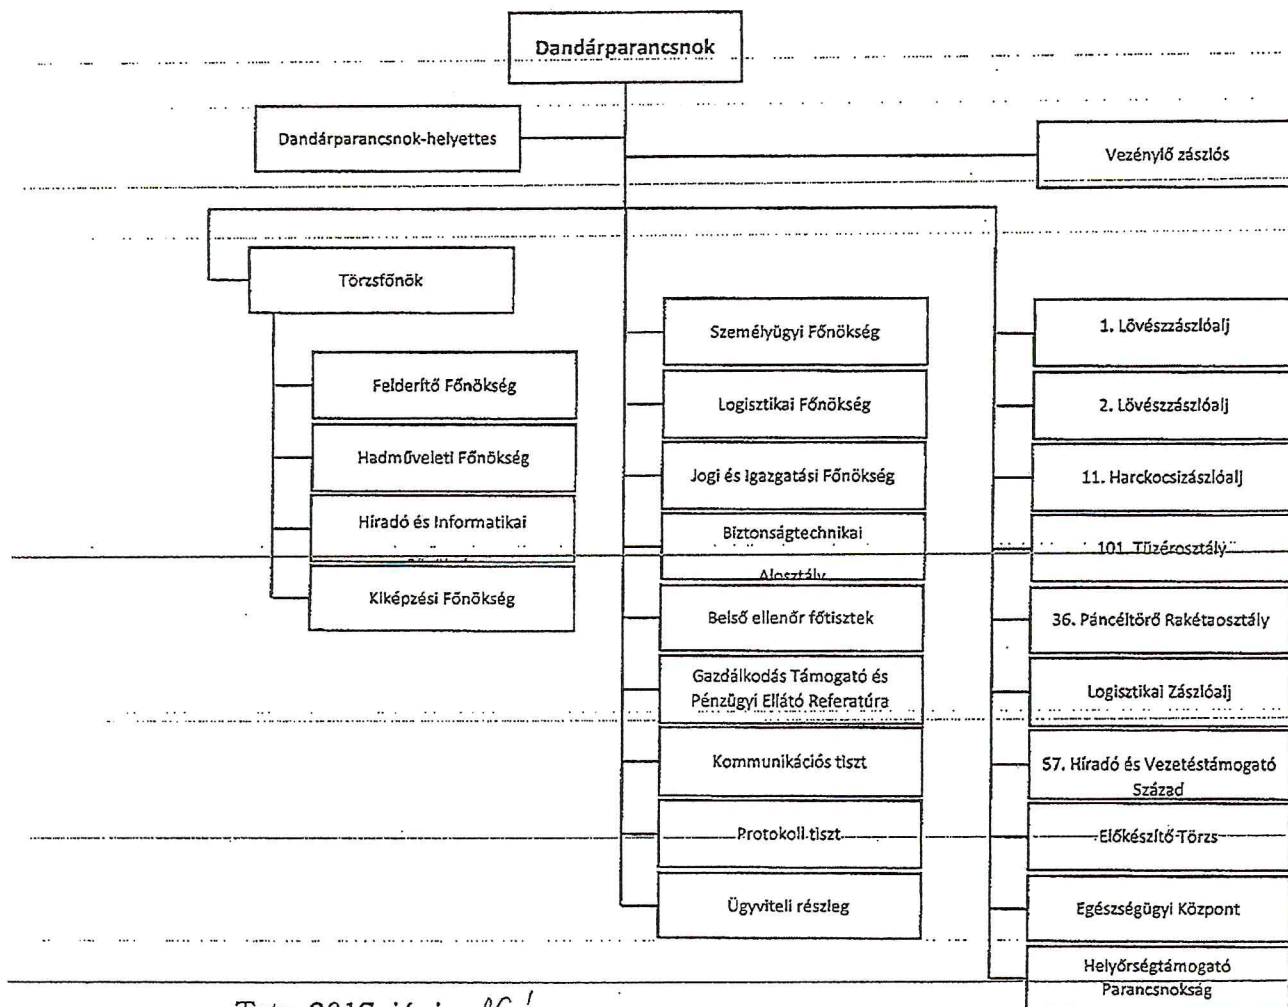 Dandárparancsnok
Dandárparancsnok-helyettes
Vezénylő zászlós
Törzsfőnök
Felderítő Főnökség
Hadműveleti Főnökség
Híradó és Informatikai
Kiképzési Főnökség
Személyügyi Főnökség
Logisztikai Főnökség
Jogi és Igazgatási Főnökség
Biztonságtechnikai
Alosztály
Belső ellenőr főtisztek
Gazdálkodás Támogató és
Pénzügyi Ellátó Referatúra
Kommunikációs tiszt
Protokoll tiszt
Ügyviteli részleg
1. Lövészzászlóalj
2. Lövészzászlóalj
11. Harckocsizászlóalj
101. Tüzérosztály
36. Páncéltörő Rakétaosztály
Logisztikai Zászlóalj
57. Híradó és Vezetéstámogató
Század
Előkészítő Törzs
Egészségügyi Központ
Helyőrségtámogató
Parancsnokság